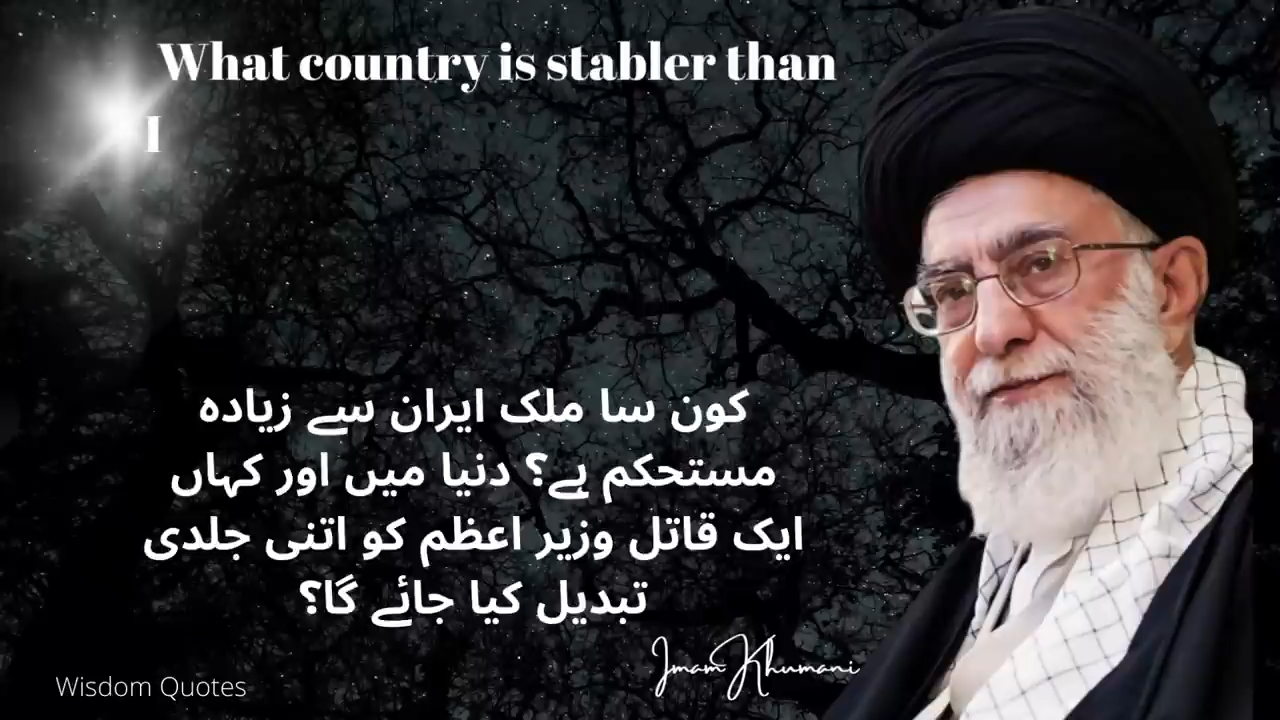 What country is stabler than
I
کون سا ملک ایران سے زیادہ
مستحکم ہے؟ دنیا میں اور کہاں
ایک قاتل وزیر اعظم کو اتنی جلدی
تبدیل کیا جائے گا؟
Imam Khumani
Wisdom Quotes